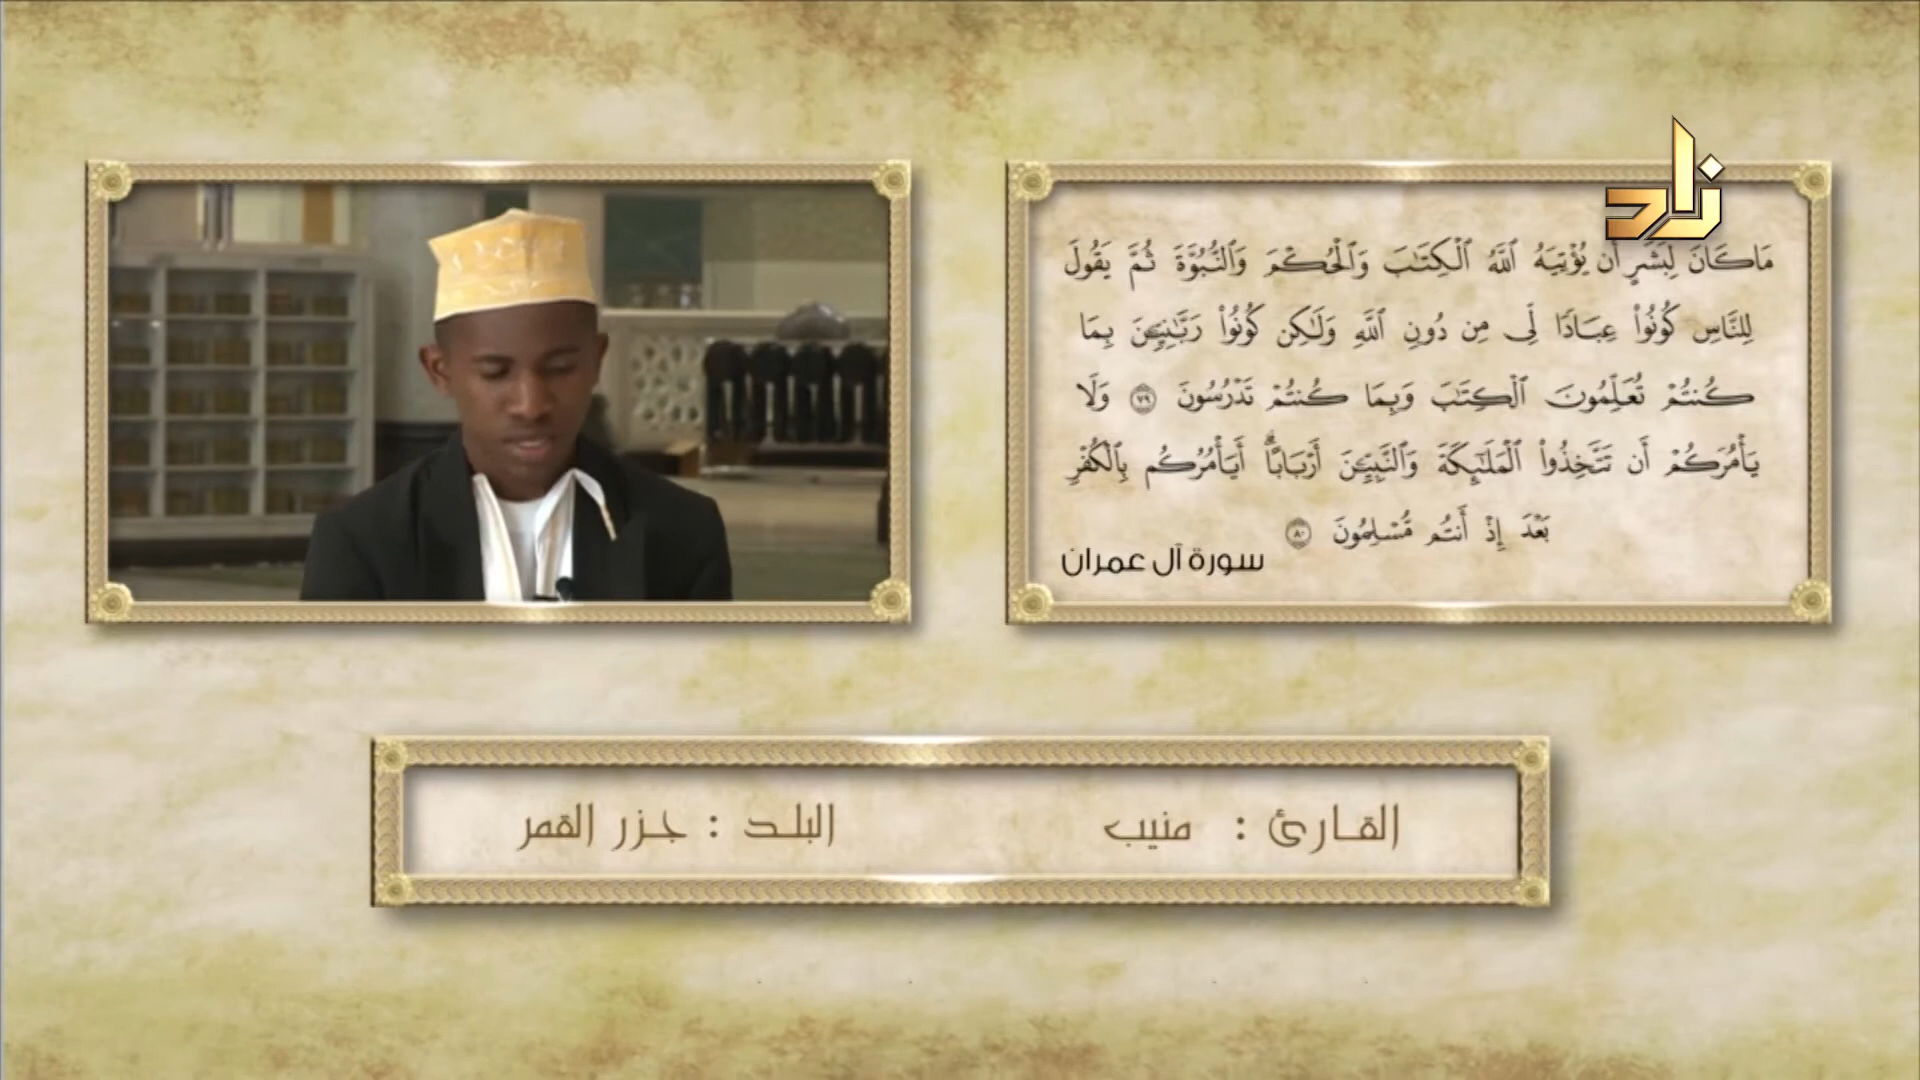 زاد
مَا كَانَ لِبَشَرٍ أَن يُؤْتِيَهُ ٱللَّهُ ٱلْكِتَٰبَ وَٱلْحُكْمَ وَٱلنُّبُوَّةَ ثُمَّ يَقُولَ
لِلنَّاسِ كُونُوا۟ عِبَادًا لِّى مِن دُونِ ٱللَّهِ وَلَٰكِن كُونُوا۟ رَبَّٰنِيِّۦنَ بِمَا
كُنتُمْ تُعَلِّمُونَ ٱلْكِتَٰبَ وَبِمَا كُنتُمْ تَدْرُسُونَ ٧٩ وَلَا
يَأْمُرَكُمْ أَن تَتَّخِذُوا۟ ٱلْمَلَٰٓئِكَةَ وَٱلنَّبِيِّۦنَ أَرْبَابًا ۗ أَيَأْمُرُكُم بِٱلْكُفْرِ
بَعْدَ إِذْ أَنتُم مُّسْلِمُونَ ٨٠
سورة آل عمران
القارئ : منيب
البلد : جزر القمر